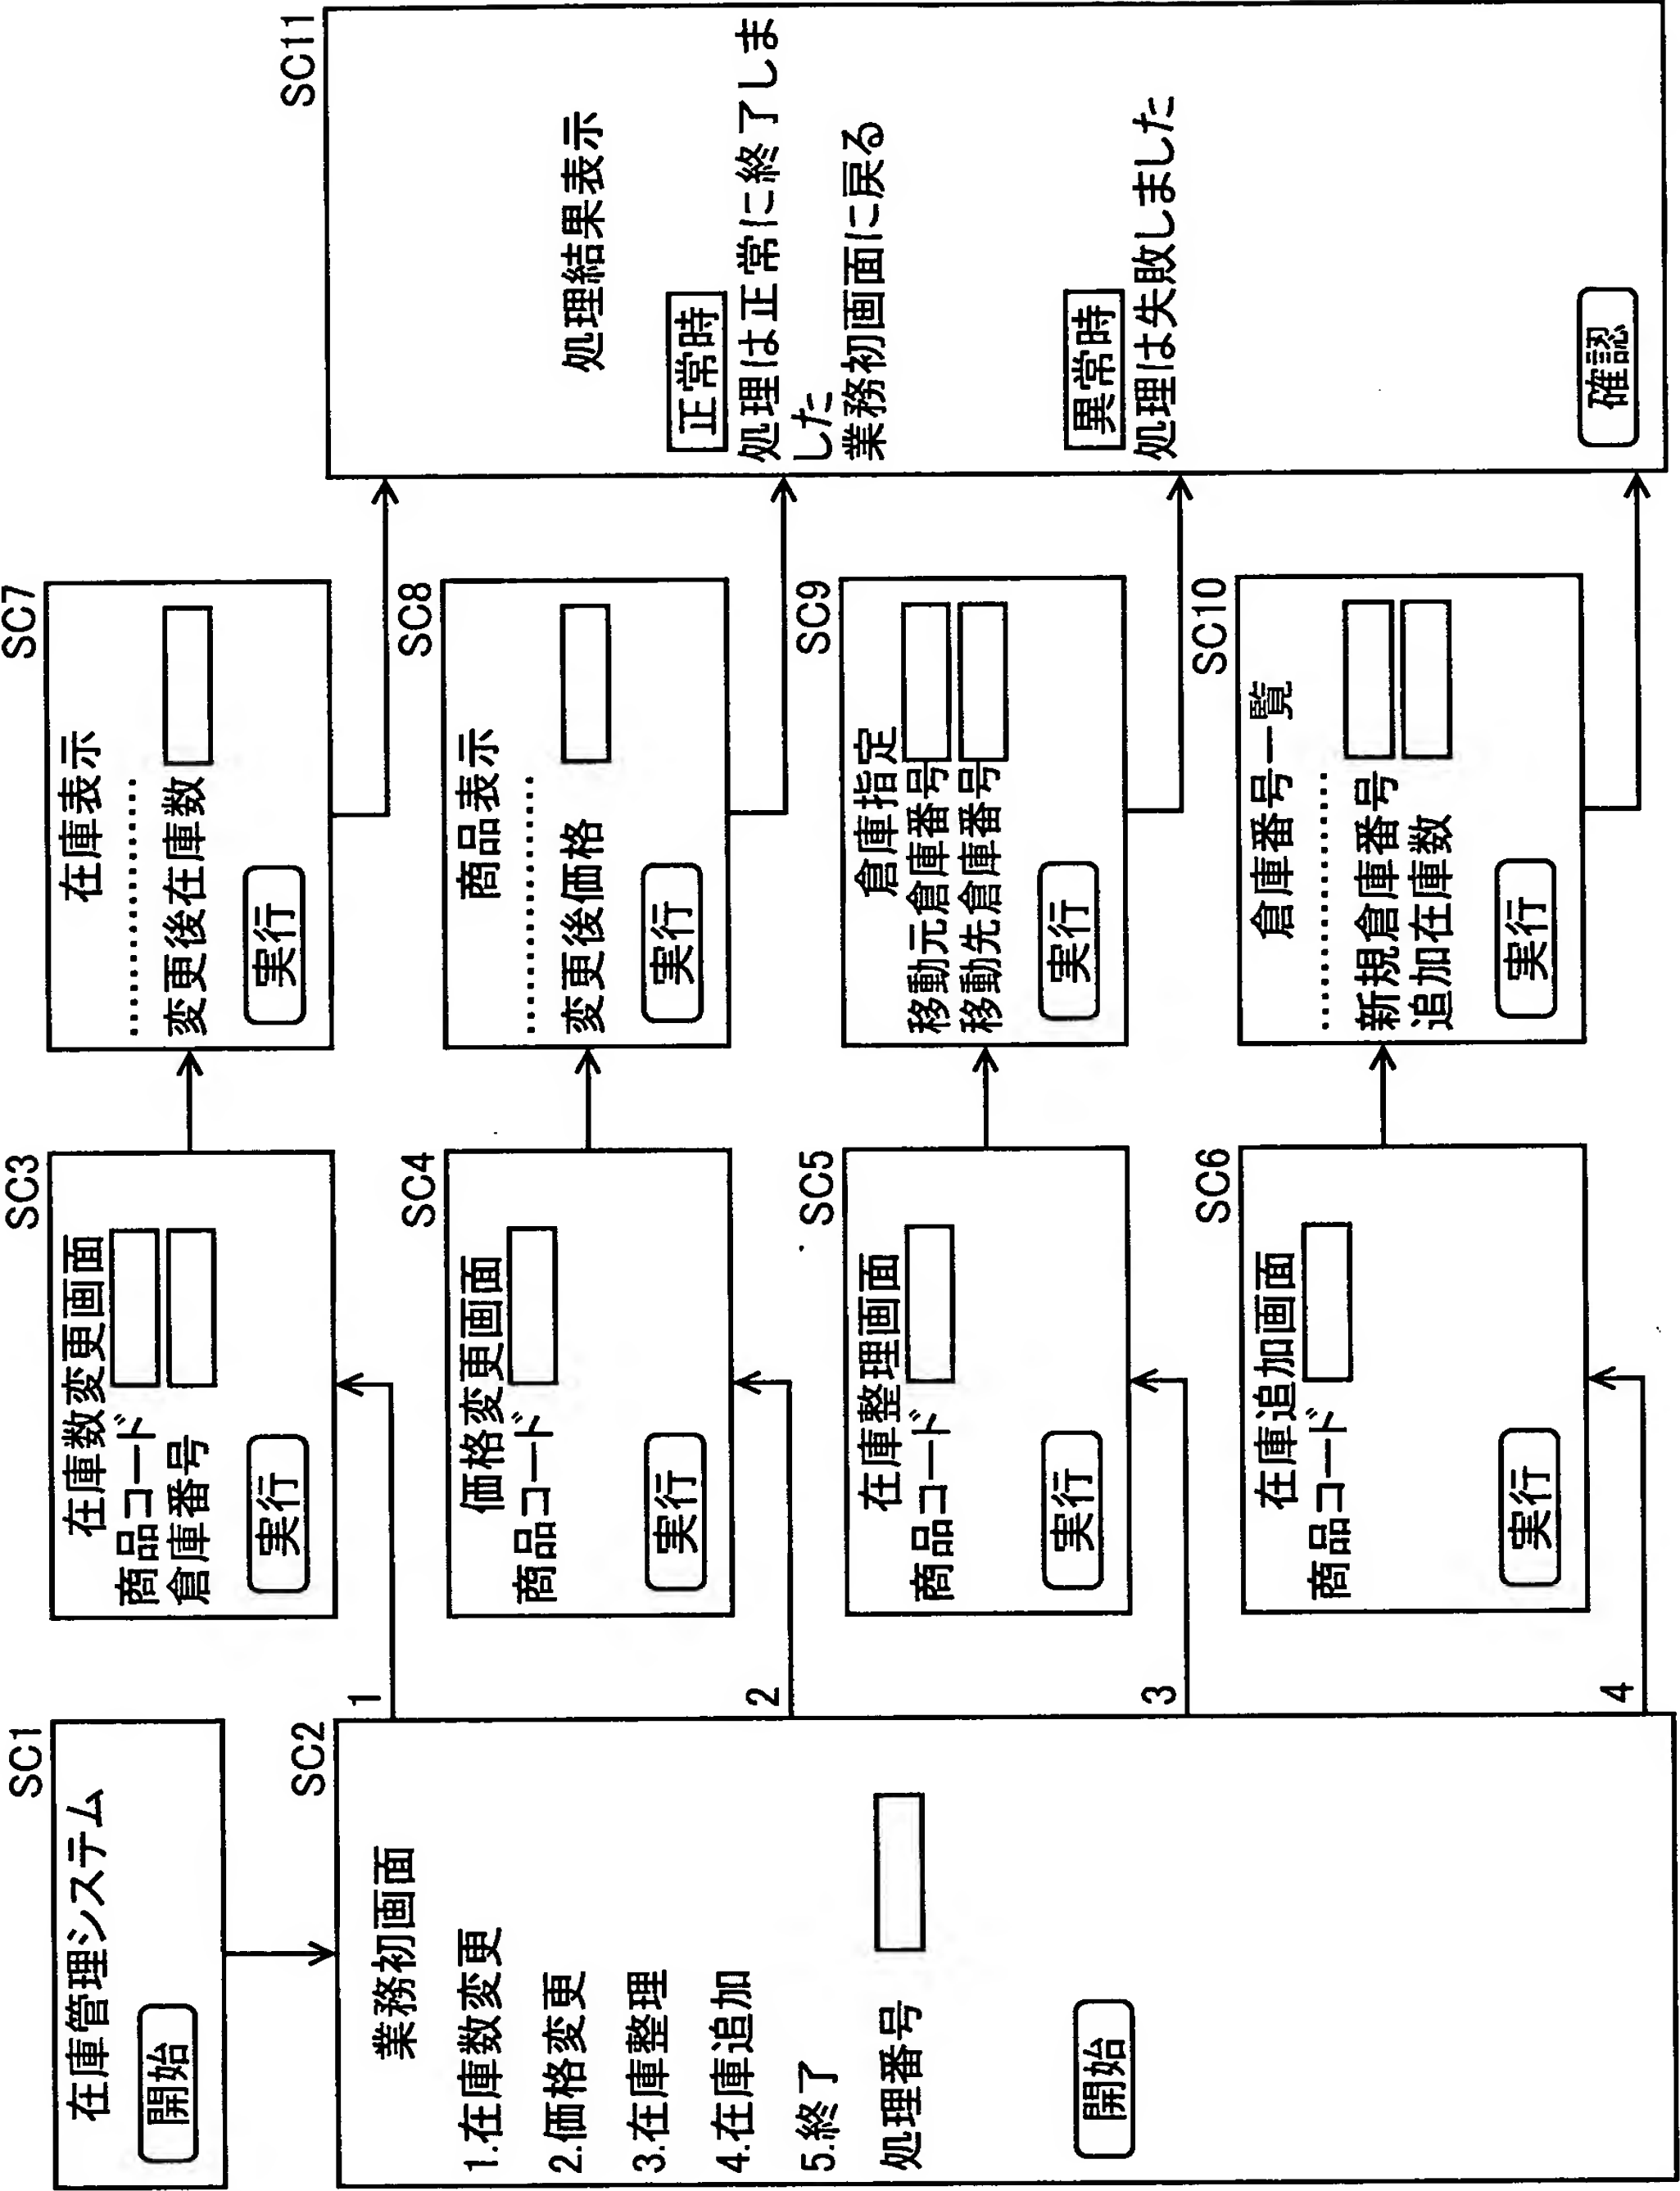 SC1
在庫管理システム
開始
SC2
業務初画面
1.在庫数変更
2.価格変更
3.在庫整理
4.在庫追加
5.終了
処理番号
開始
1
2
3
4
SC3
在庫数変更画面
商品コード
倉庫番号
実行
SC4
価格変更画面
商品コード
実行
SC5
在庫整理画面
商品コード
実行
SC6
在庫追加画面
商品コード
実行
SC7
在庫表示
……………
変更後在庫数
実行
SC8
商品表示
……………
変更後価格
実行
SC9
倉庫指定
移動元倉庫番号
移動先倉庫番号
実行
SC10
倉庫番号一覧
……………
新規倉庫番号
追加在庫数
実行
SC11
処理結果表示
正常時
処理は正常に終了しま
した
業務初画面に戻る
異常時
処理は失敗しました
確認